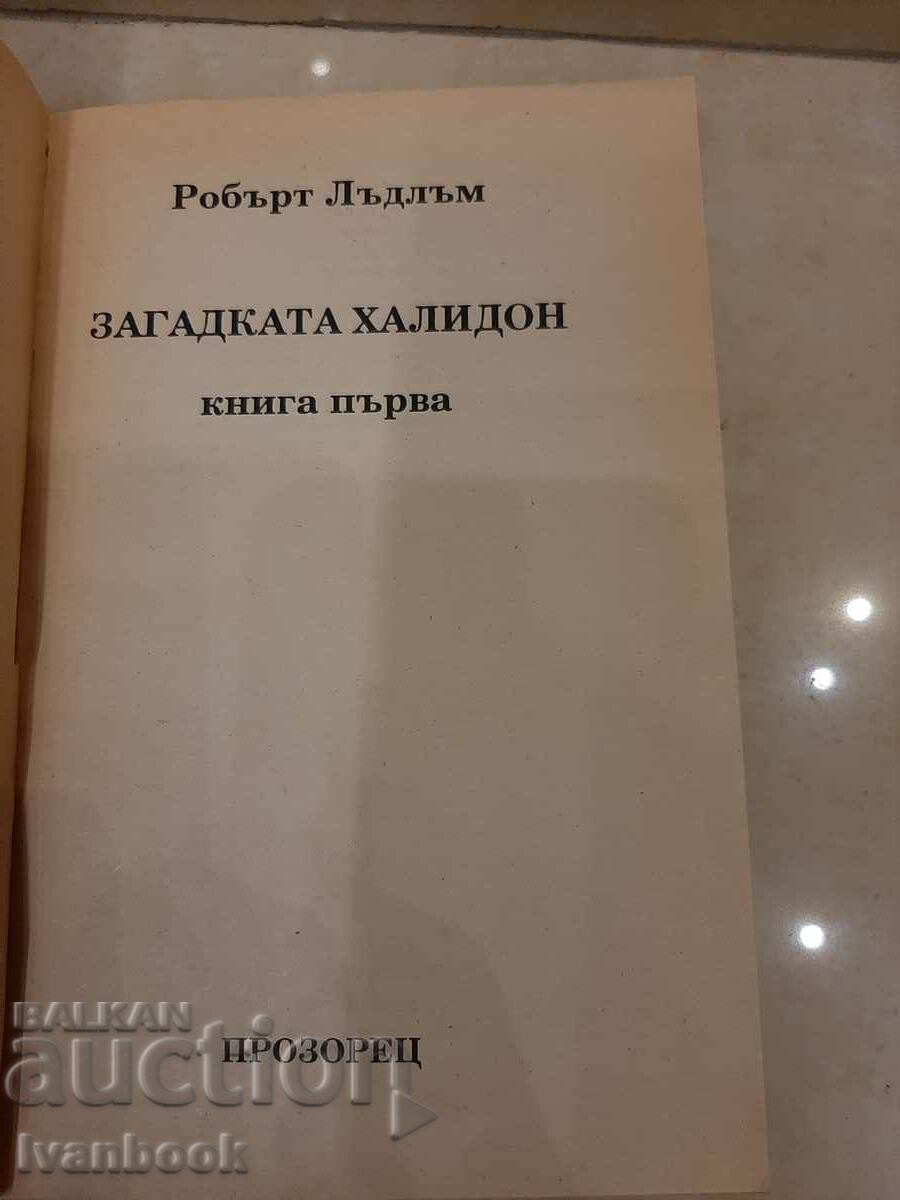 Робърт Лъдлъм
ЗАГАДКАТА ХАЛИДОН
книга първа
ПРОЗОРЕЦ
BALKAN
auction
Ivanbook